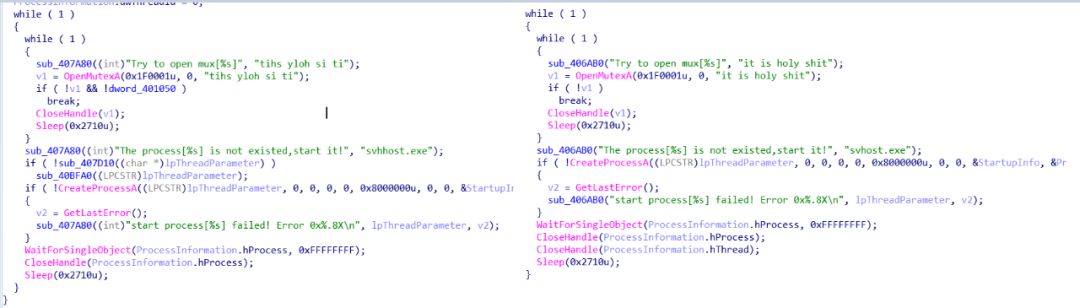 while ( 1 )
{
while ( 1 )
{
sub_407A80((int)"Try to open mux[%s]", "tihs yloh si ti");
v1 = OpenMutexA(0x1F0001u, 0, "tihs yloh si ti");
if ( !v1 && !dword_401050 )
break;
CloseHandle(v1);
Sleep(0x2710u);
}
sub_407A80((int)"The process[%s] is not existed,start it!", "svhhost.exe");
if ( !sub_407D10((char *)lpThreadParameter) )
sub_40BFA0((LPCSTR)lpThreadParameter);
if ( !CreateProcessA((LPCSTR)lpThreadParameter, 0, 0, 0, 0, 0x8000000u, 0, 0, &StartupIn
{
v2 = GetLastError();
sub_407A80((int)"start process[%s] failed! Error 0x%.8X\n", lpThreadParameter, v2);
}
WaitForSingleObject(ProcessInformation.hProcess, 0xFFFFFFFF);
CloseHandle(ProcessInformation.hProcess);
Sleep(0x2710u);
}
}
while ( 1 )
{
while ( 1 )
{
sub_406AB0("Try to open mux[%s]", "it is holy shit");
v1 = OpenMutexA(0x1F0001u, 0, "it is holy shit");
if ( !v1 )
break;
CloseHandle(v1);
Sleep(0x2710u);
}
sub_406AB0("The process[%s] is not existed,start it!", "svhost.exe");
if ( !CreateProcessA((LPCSTR)lpThreadParameter, 0, 0, 0, 0, 0x8000000u, 0, 0, &StartupInfo, &Pr
{
v2 = GetLastError();
sub_406AB0("start process[%s] failed! Error 0x%.8X\n", lpThreadParameter, v2);
}
WaitForSingleObject(ProcessInformation.hProcess, 0xFFFFFFFF);
CloseHandle(ProcessInformation.hProcess);
CloseHandle(ProcessInformation.hThread);
Sleep(0x2710u);
}